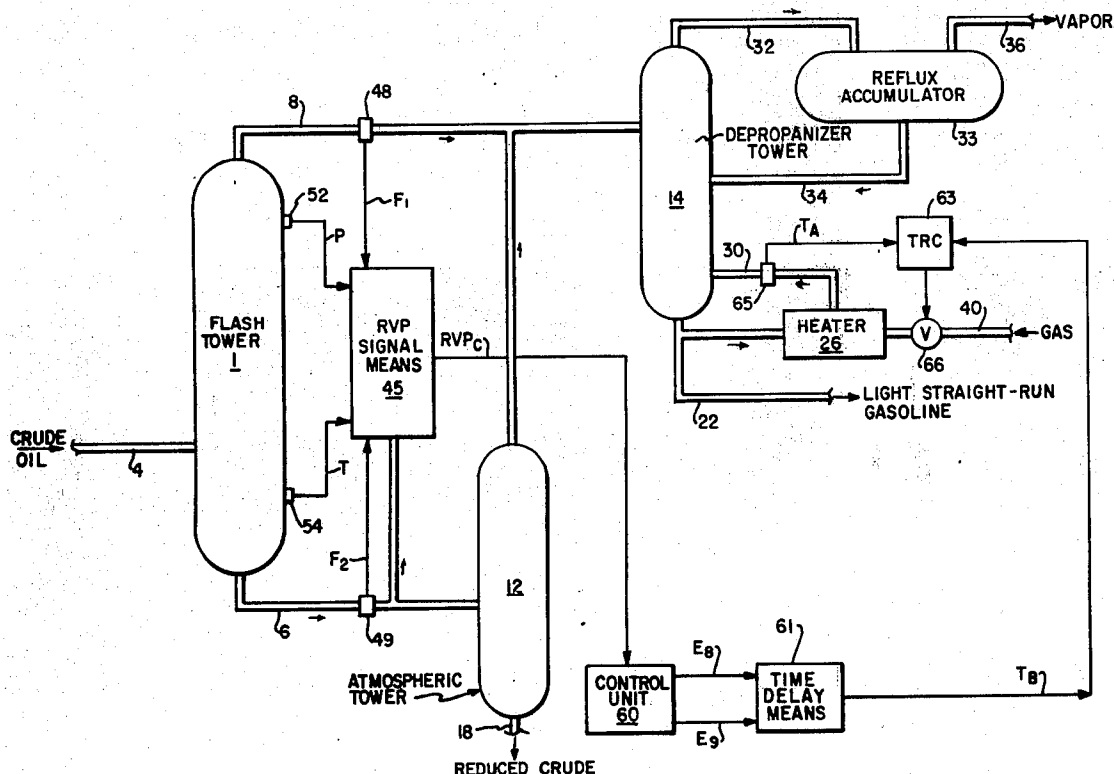 32
36
VAPOR
REFLUX
ACCUMULATOR
33
8
48
DEPROPANIZER
TOWER
34
14
52
F1
P
63
TA
TRC
30
65
FLASH
TOWER
1
RVP
SIGNAL
MEANS
45
RVPC
HEATER
26
V
66
40
GAS
LIGHT STRAIGHT-RUN
GASOLINE
22
CRUDE
OIL
4
T
54
F2
12
6
49
61
E8
CONTROL
UNIT
60
TIME
DELAY
MEANS
TB
E9
ATMOSPHERIC
TOWER
18
REDUCED CRUDE